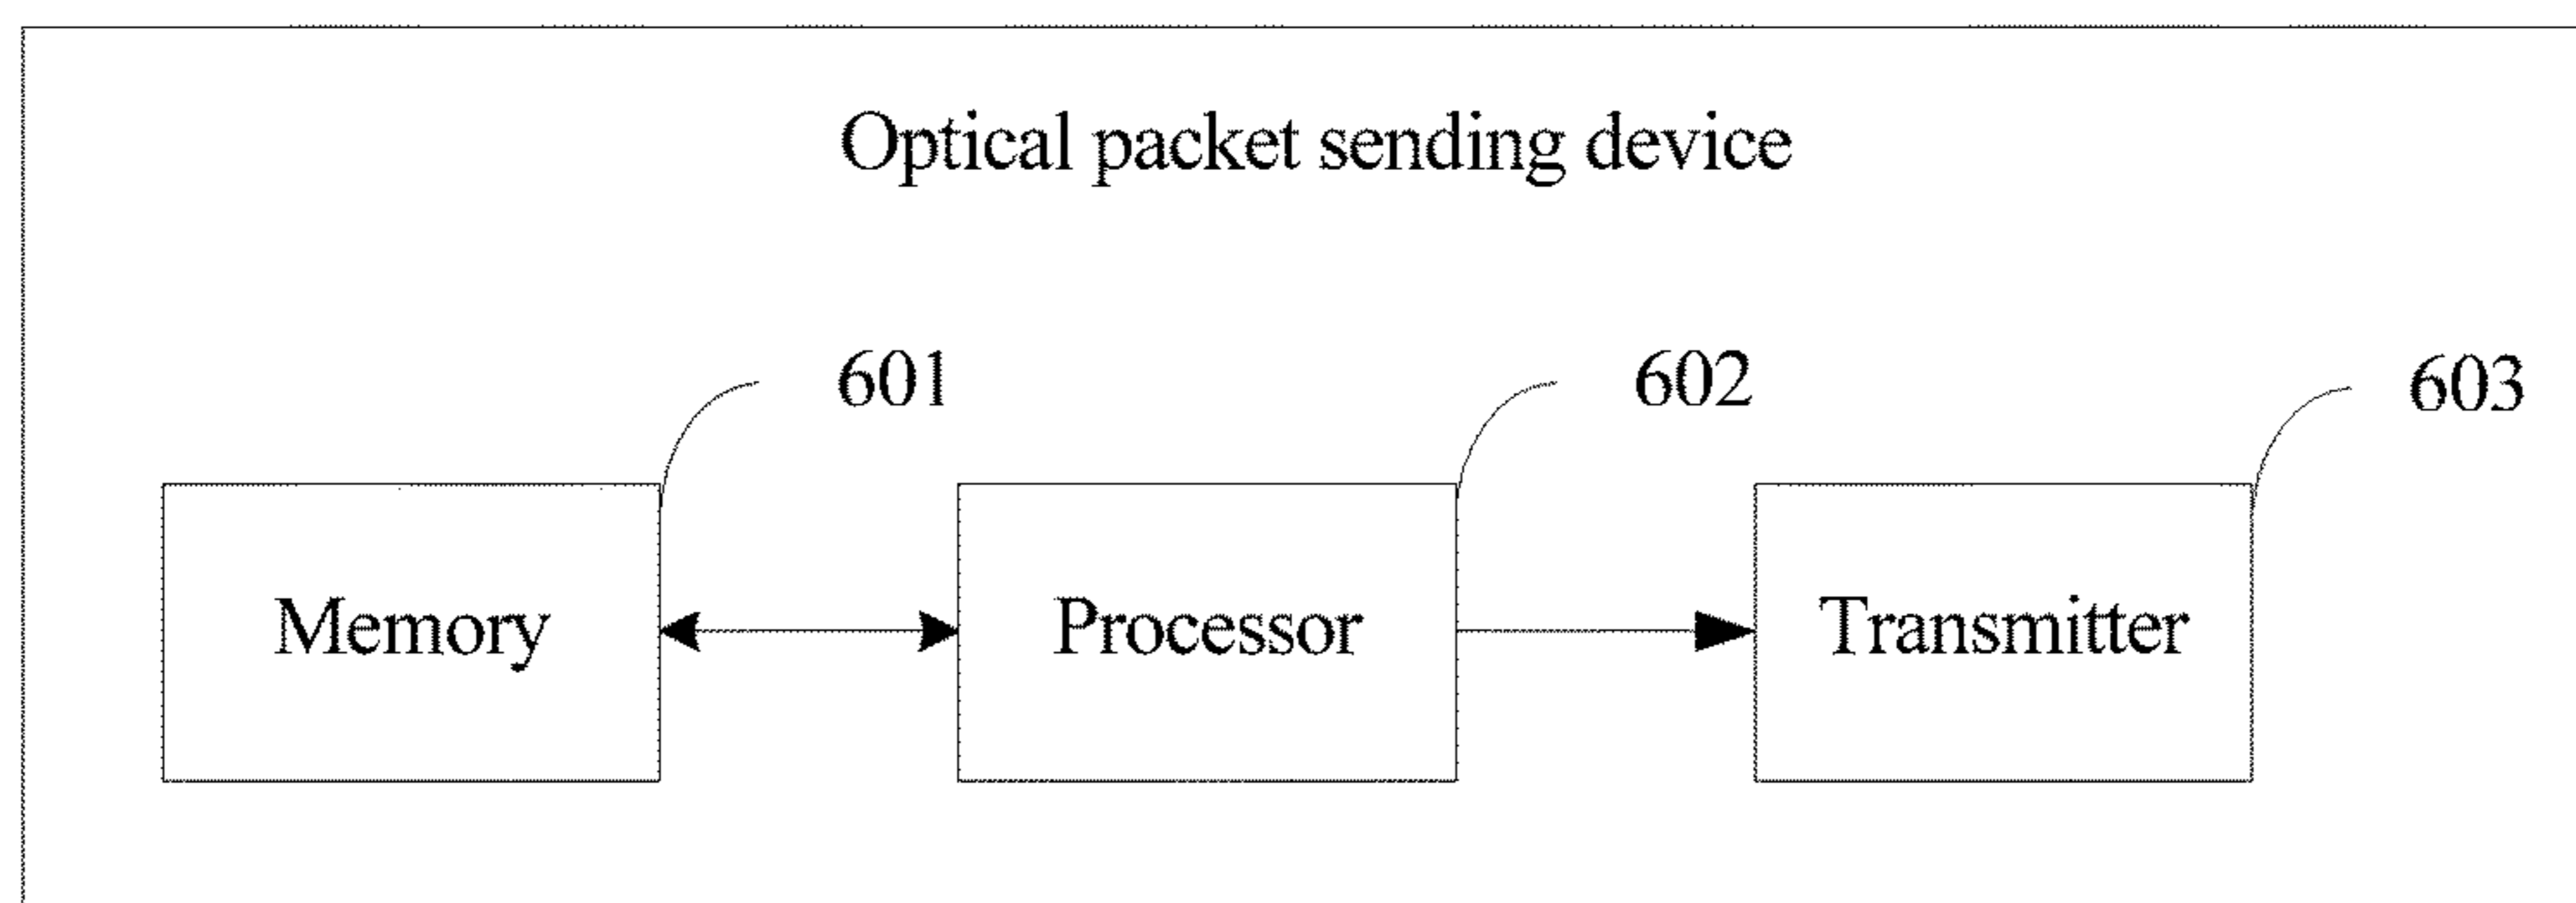 Optical packet sending device
601
602
603
Memory
Processor
Transmitter